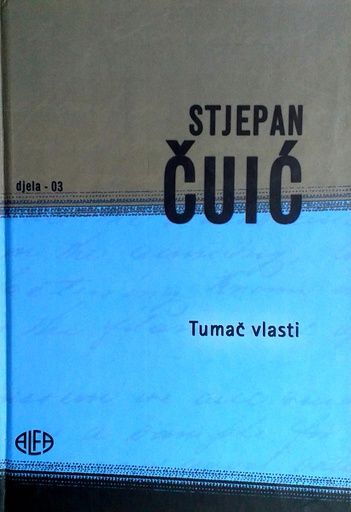 STJEPAN
ČUIĆ
djela - 03
Tumač vlasti
ALFA